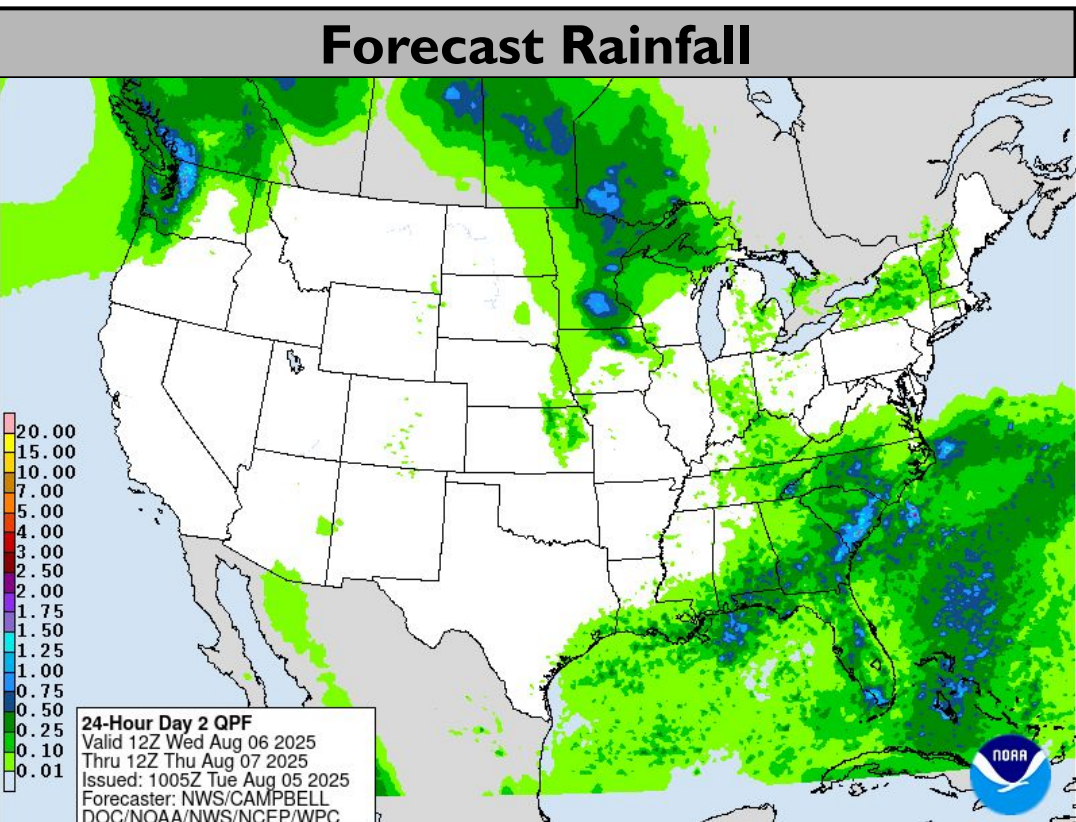 Forecast Rainfall
20.00
15.00
10.00
7.00
5.00
4.00
3.00
2.50
2.00
1.75
1.50
1.25
1.00
0.75
0.50
0.25
0.10
0.01
24-Hour Day 2 QPF
Valid 12Z Wed Aug 06 2025
Thru 12Z Thu Aug 07 2025
Issued: 1005Z Tue Aug 05 2025
Forecaster: NWS/CAMPBELL
DOC/NOAA/NWS/NCEP/WPC
NOAA